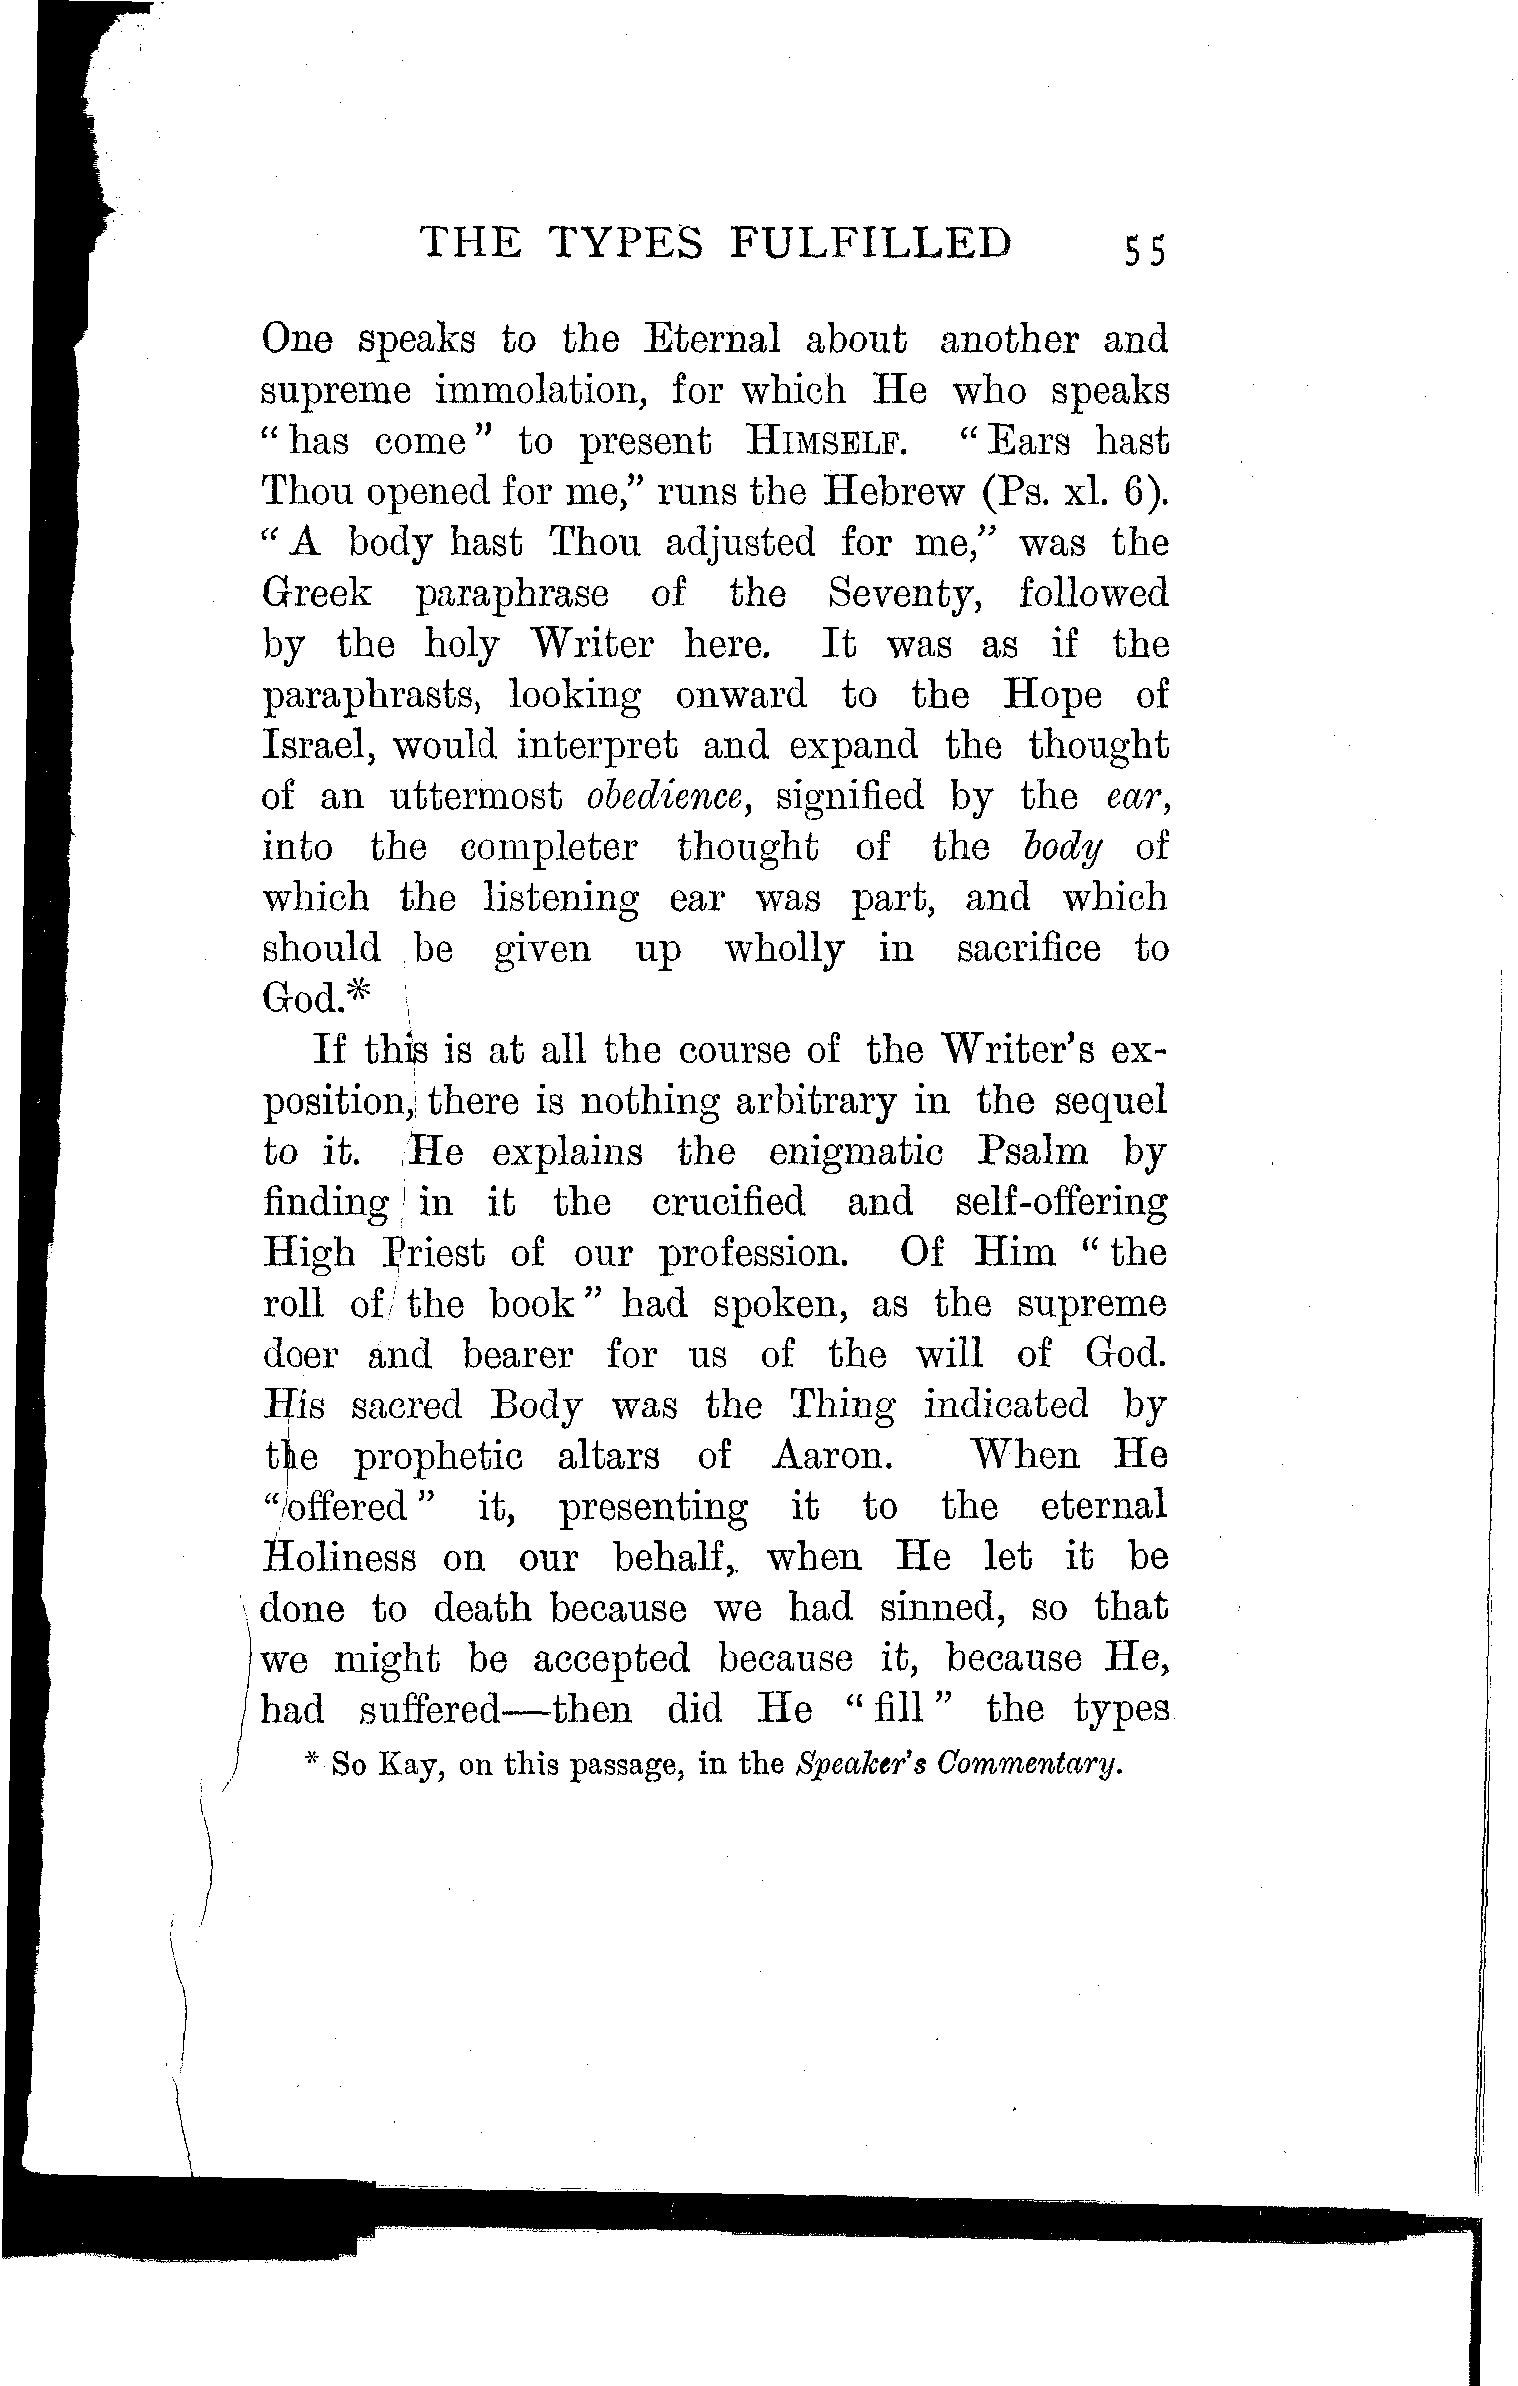 THE TYPES FULFILLED 55
One speaks to the Eternal about another and
supreme immolation, for which He who speaks
"has come" to present HIMSELF. "Ears hast
Thou opened for me," runs the Hebrew (Ps. xl. 6).
"A body hast Thou adjusted for me," was the
Greek paraphrase of the Seventy, followed
by the holy Writer here. It was as if the
paraphrasts, looking onward to the Hope of
Israel, would interpret and expand the thought
of an uttermost obedience, signified by the ear,
into the completer thought of the body of
which the listening ear was part, and which
should be given up wholly in sacrifice to
God.*
If this is at all the course of the Writer's ex-
position, there is nothing arbitrary in the sequel
to it. He explains the enigmatic Psalm by
finding in it the crucified and self-offering
High Priest of our profession. Of Him "the
roll of the book" had spoken, as the supreme
doer and bearer for us of the will of God.
His sacred Body was the Thing indicated by
the prophetic altars of Aaron. When He
"offered" it, presenting it to the eternal
Holiness on our behalf, when He let it be
done to death because we had sinned, so that
we might be accepted because it, because He,
had suffered—then did He "fill" the types
* So Kay, on this passage, in the Speaker's Commentary.